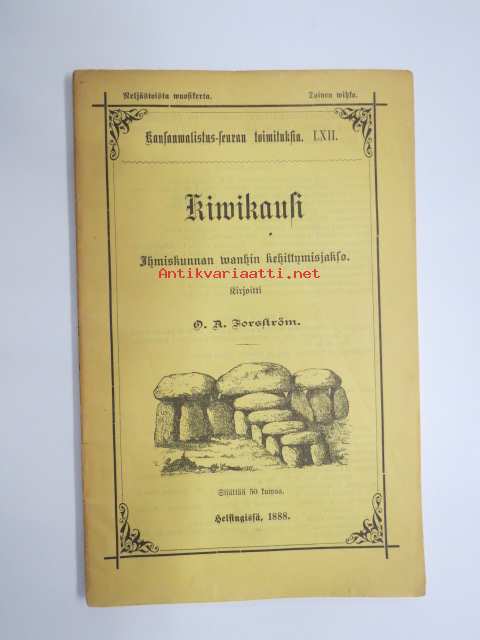 Neljästoista wuosikerta. Toinen wihko.
Kansanwalistus-seuran toimituksia. LXII.
Kiwikausi
Ihmiskunnan wanhin kehittymisjakso.
Antikvariaatti.net
Kirjoitti
O. A. Forsström.
Sisältää 50 kuwaa.
Helsingissä, 1888.